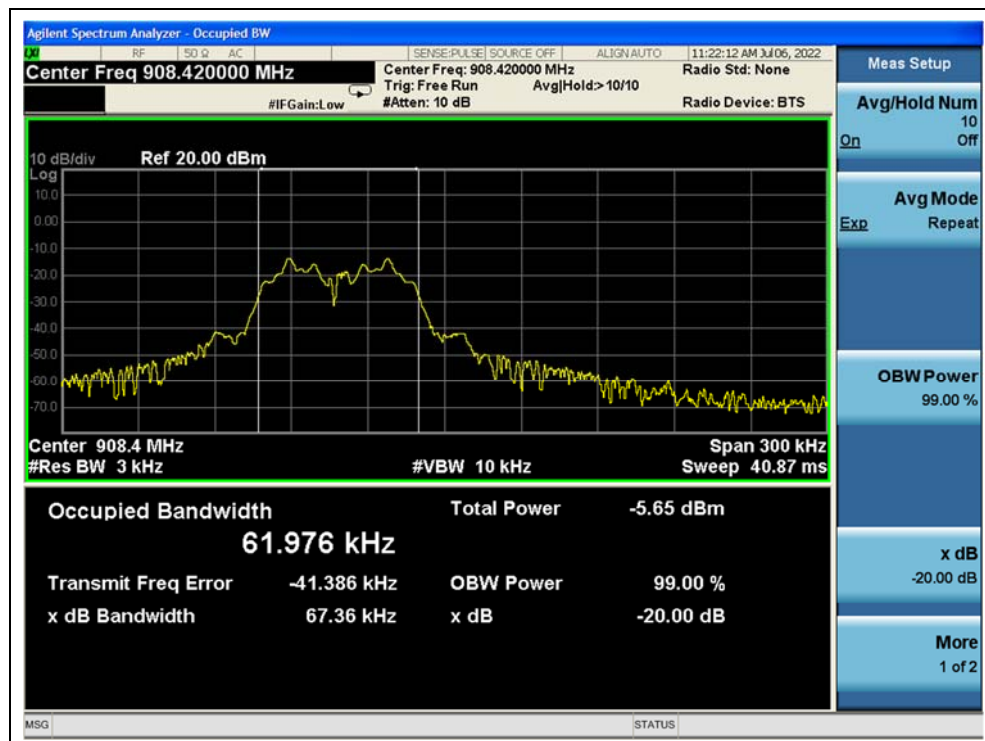 Agilent Spectrum Analyzer - Occupied BW
LXI RF 50 Ω AC SENSE:PULSE SOURCE OFF ALIGN AUTO 11:22:12 AM Jul 06, 2022
Center Freq 908.420000 MHz
Center Freq: 908.420000 MHz
Radio Std: None
Trig: Free Run Avg|Hold:> 10/10
#IFGain:Low
#Atten: 10 dB
Radio Device: BTS
10 dB/div Ref 20.00 dBm
Log
10.0
0.00
-10.0
-20.0
-30.0
-40.0
-50.0
-60.0
-70.0
Center 908.4 MHz
Span 300 kHz
#Res BW 3 kHz
#VBW 10 kHz
Sweep 40.87 ms
Occupied Bandwidth
61.976 kHz
Total Power -5.65 dBm
Transmit Freq Error -41.386 kHz
OBW Power 99.00 %
x dB Bandwidth 67.36 kHz
x dB -20.00 dB
Meas Setup
Avg/Hold Num
10
On Off
Avg Mode
Exp Repeat
OBW Power
99.00 %
x dB
-20.00 dB
More
1 of 2
MSG
STATUS